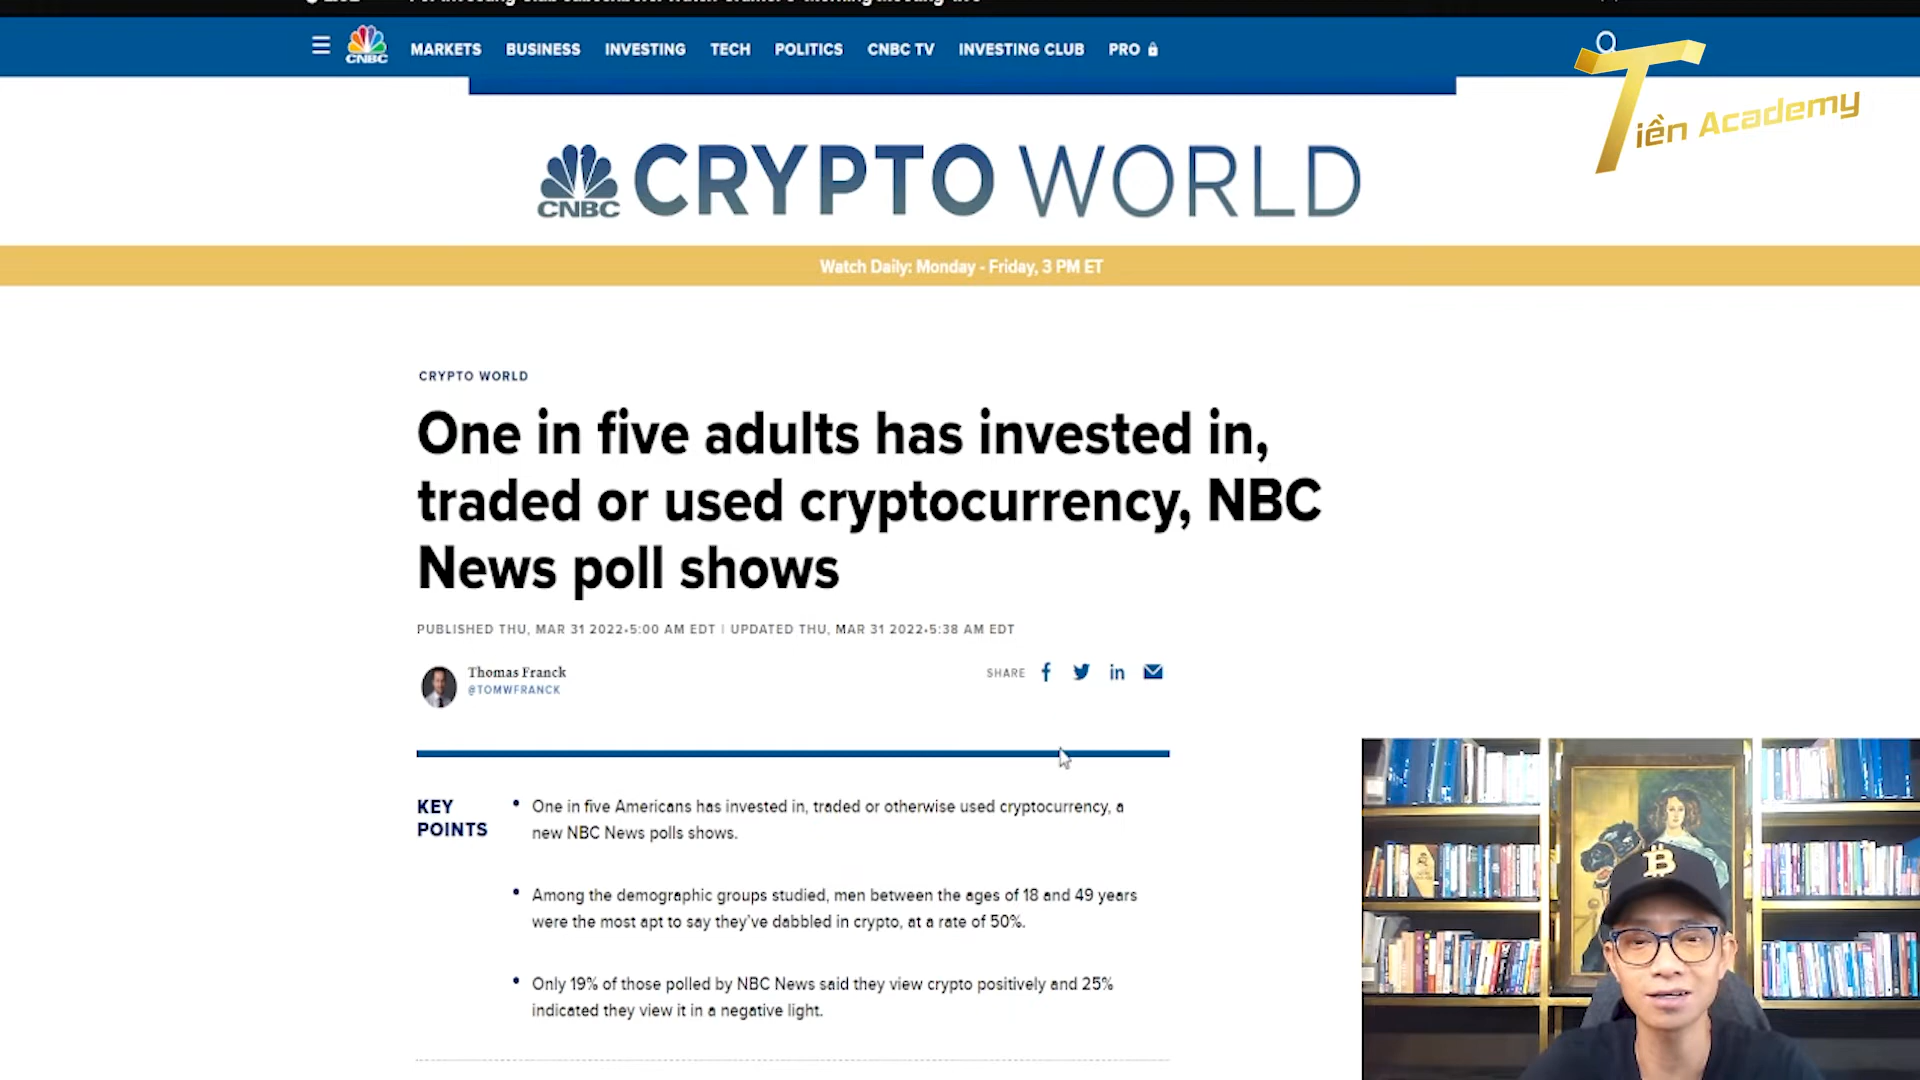 MARKETS BUSINESS INVESTING TECH POLITICS CNBC TV INVESTING CLUB PRO
CNBC
Tiền Academy
CNBC CRYPTO WORLD
Watch Daily: Monday - Friday, 3 PM ET
CRYPTO WORLD
One in five adults has invested in,
traded or used cryptocurrency, NBC
News poll shows
PUBLISHED THU, MAR 31 2022•5:00 AM EDT | UPDATED THU, MAR 31 2022•5:38 AM EDT
Thomas Franck
@TOMWFRANCK
SHARE
KEY
POINTS
• One in five Americans has invested in, traded or otherwise used cryptocurrency, a
new NBC News polls shows.
• Among the demographic groups studied, men between the ages of 18 and 49 years
were the most apt to say they've dabbled in crypto, at a rate of 50%.
• Only 19% of those polled by NBC News said they view crypto positively and 25%
indicated they view it in a negative light.